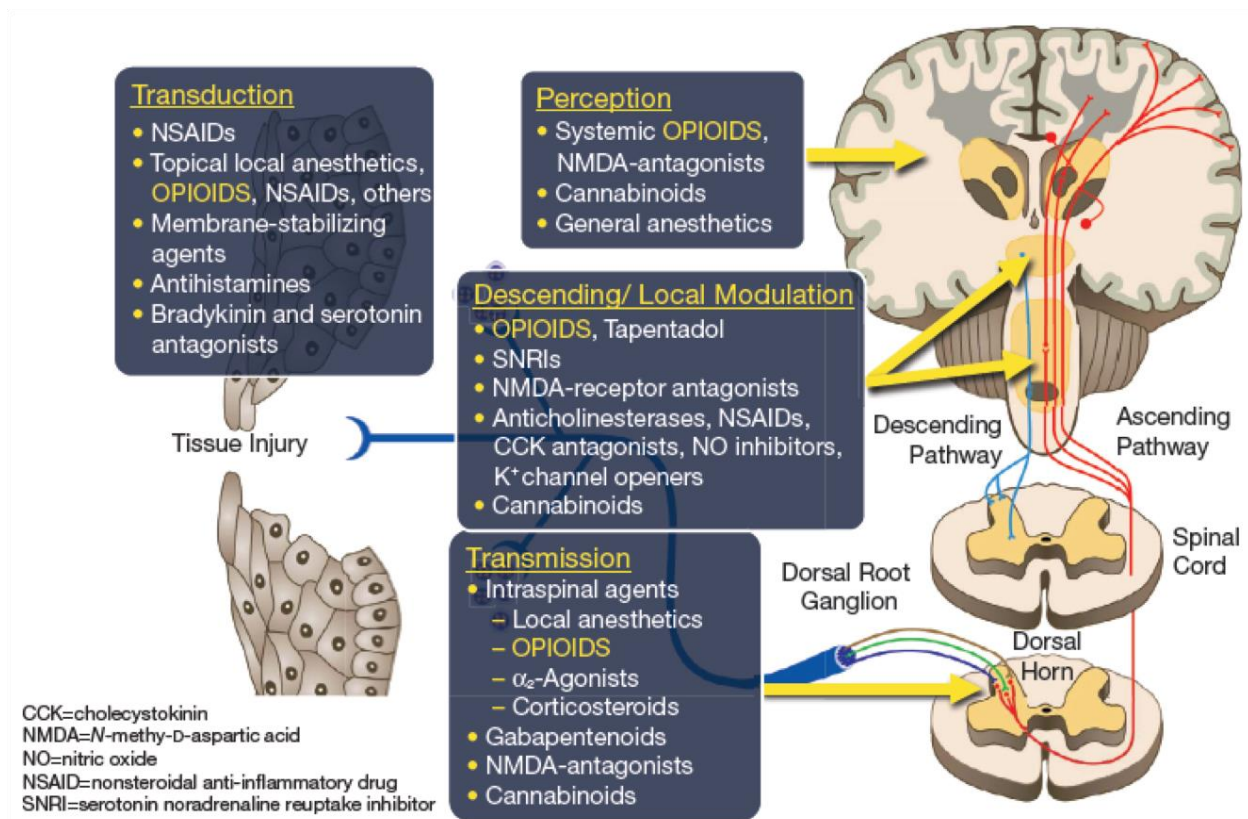 Transduction
• NSAIDs
• Topical local anesthetics,
OPIOIDS, NSAIDs, others
• Membrane-stabilizing
agents
• Antihistamines
• Bradykinin and serotonin
antagonists
Perception
• Systemic OPIOIDS,
NMDA-antagonists
• Cannabinoids
• General anesthetics
Descending/ Local Modulation
• OPIOIDS, Tapentadol
• SNRIs
• NMDA-receptor antagonists
• Anticholinesterases, NSAIDs,
CCK antagonists, NO inhibitors,
K⁺ channel openers
• Cannabinoids
Tissue Injury
Descending
Pathway
Ascending
Pathway
Transmission
• Intraspinal agents
– Local anesthetics
– OPIOIDS
– α₂-Agonists
– Corticosteroids
• Gabapentenoids
• NMDA-antagonists
• Cannabinoids
Spinal
Cord
Dorsal Root
Ganglion
Dorsal
Horn
CCK=cholecystokinin
NMDA=N-methy-D-aspartic acid
NO=nitric oxide
NSAID=nonsteroidal anti-inflammatory drug
SNRI=serotonin noradrenaline reuptake inhibitor